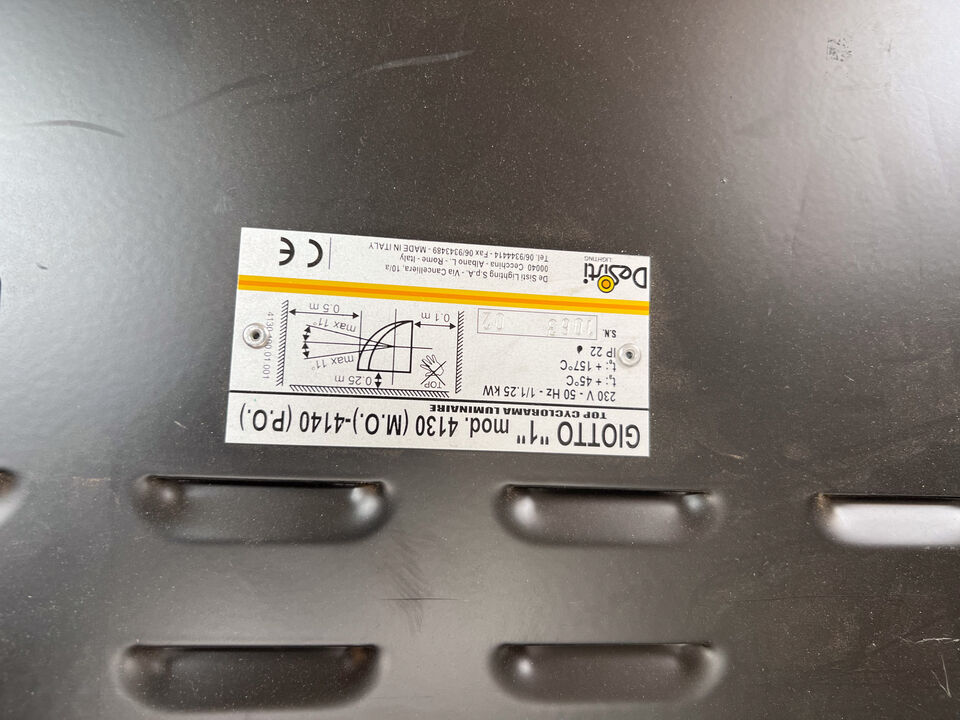 GIOTTO "1" mod. 4130 (M.O.)-4140 (P.O.)
TOP CYCLORAMA LUMINAIRE
230 V - 50 Hz - 1/1.25 kW
ta: + 45°C
tc: + 157°C
IP 22
S.N.
TOP
0.25 m
max 11°
max 11°
0.1 m
0.5 m
DeSisti
LIGHTING
De Sisti Lighting S.p.A. - Via Cancelliera, 10/a
00040 Cecchina - Albano L. - Rome - Italy
Tel. 06/9344414 - Fax 06/9343489 - MADE IN ITALY
CE